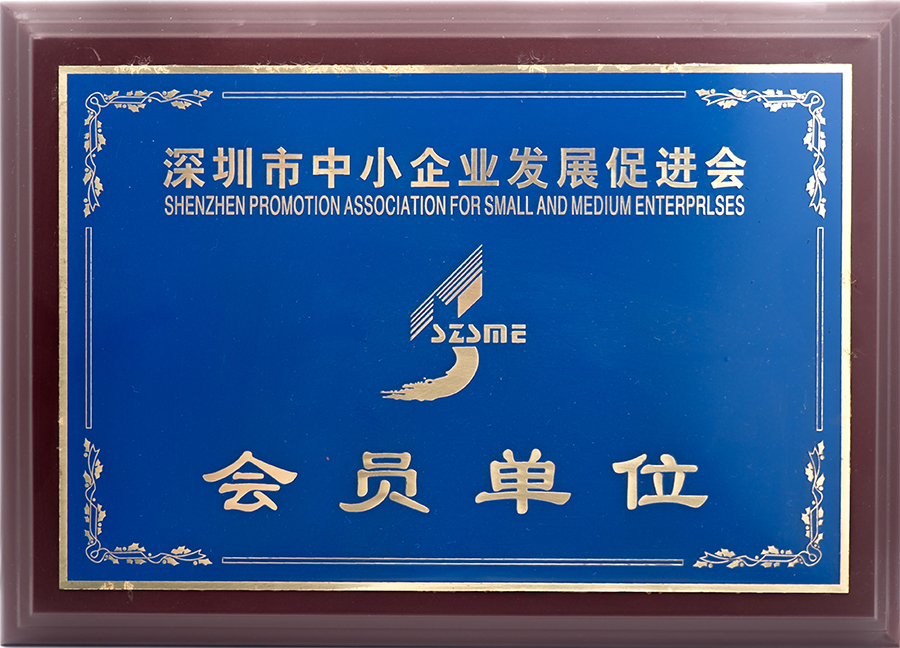 深圳市中小企业发展促进会
SHENZHEN PROMOTION ASSOCIATION FOR SMALL AND MEDIUM ENTERPRLSES
SZSME
会员单位